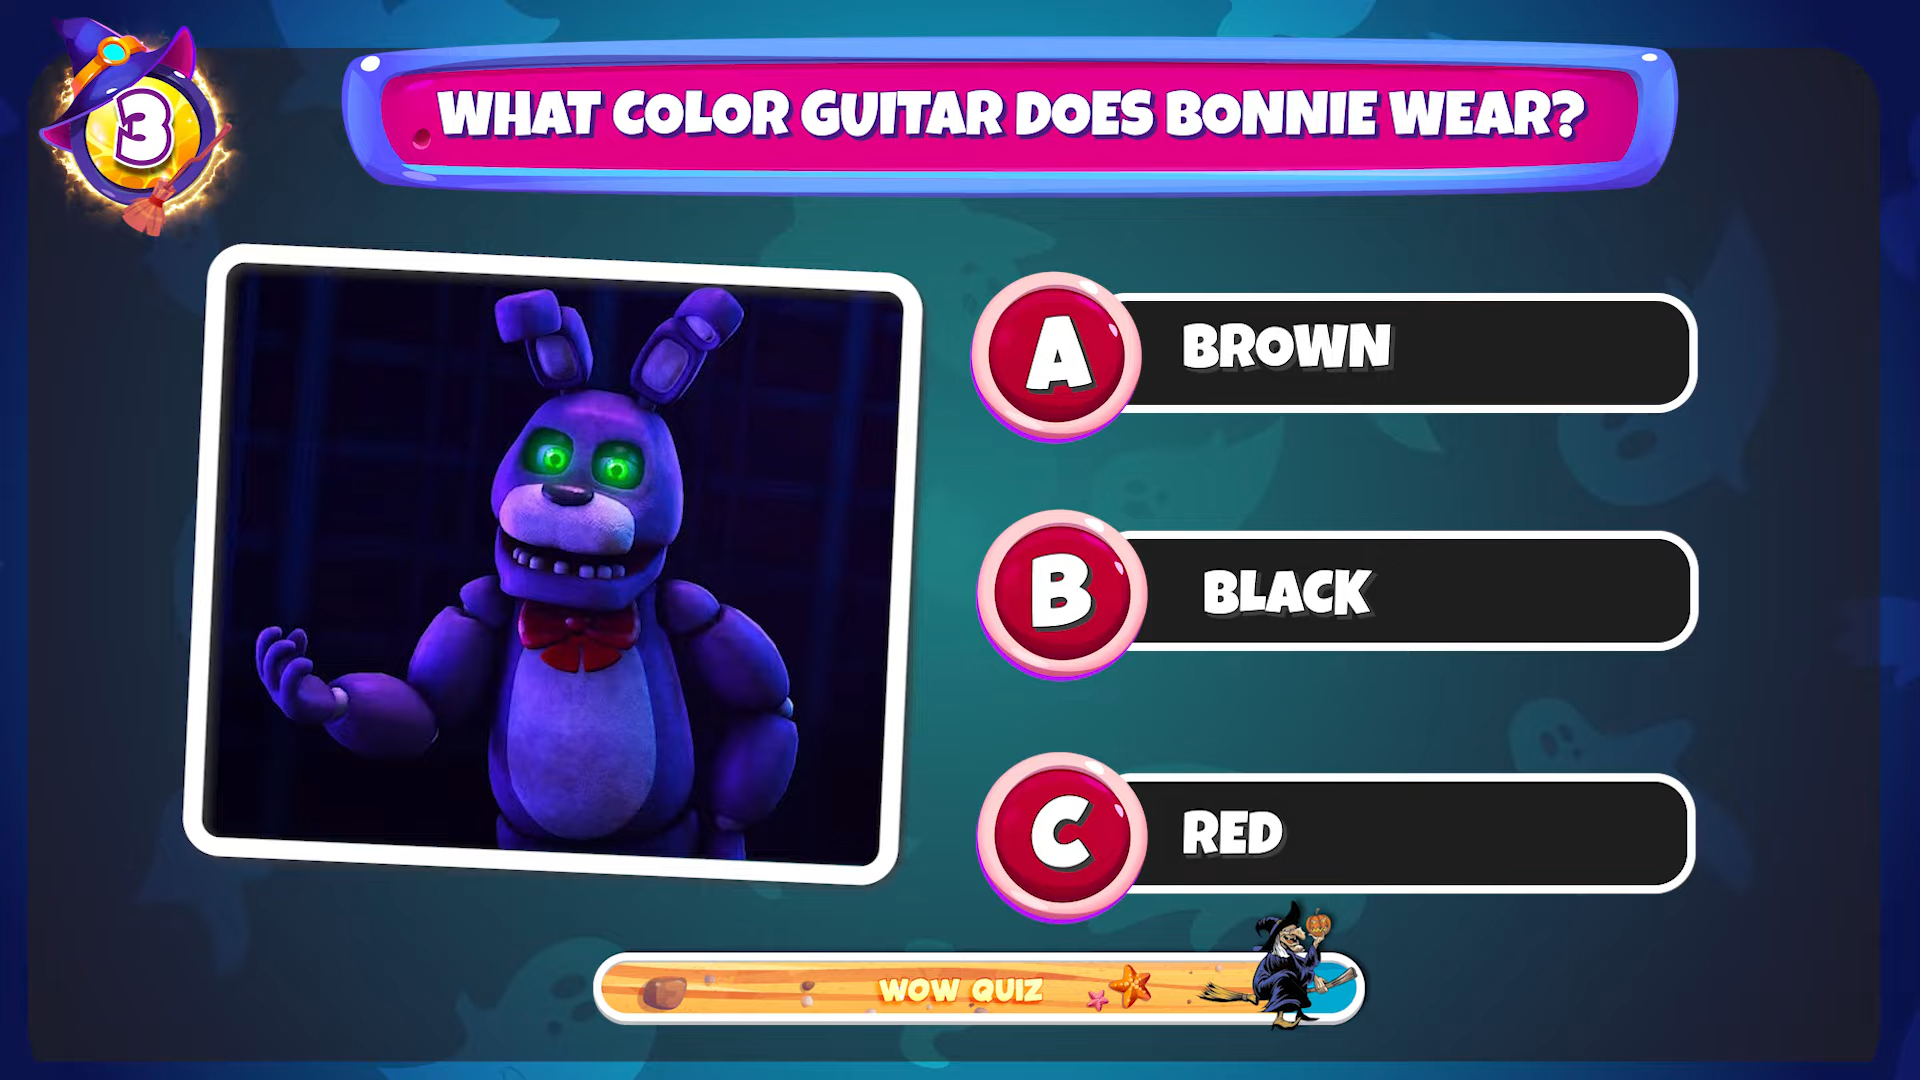 3
WHAT COLOR GUITAR DOES BONNIE WEAR?
A BROWN
B BLACK
C RED
WOW QUIZ